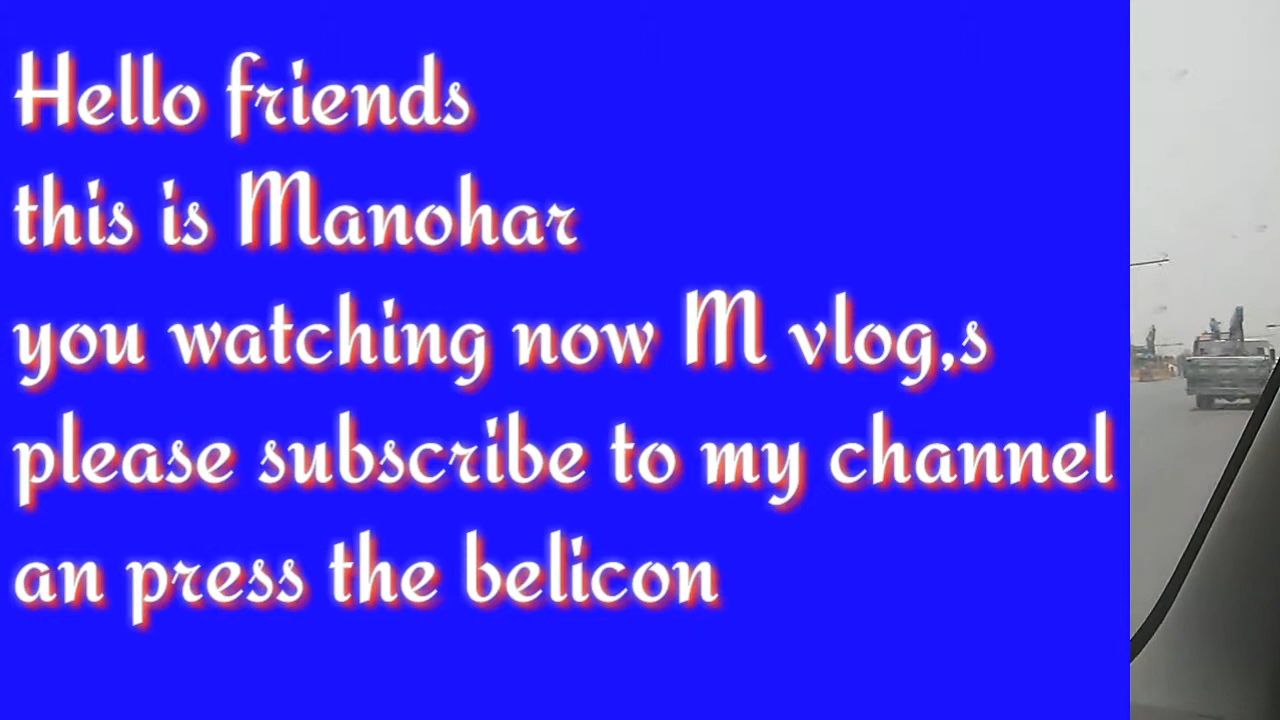 Hello friends
this is Manohar
you watching now M vlog,s
please subscribe to my channel
an press the belicon